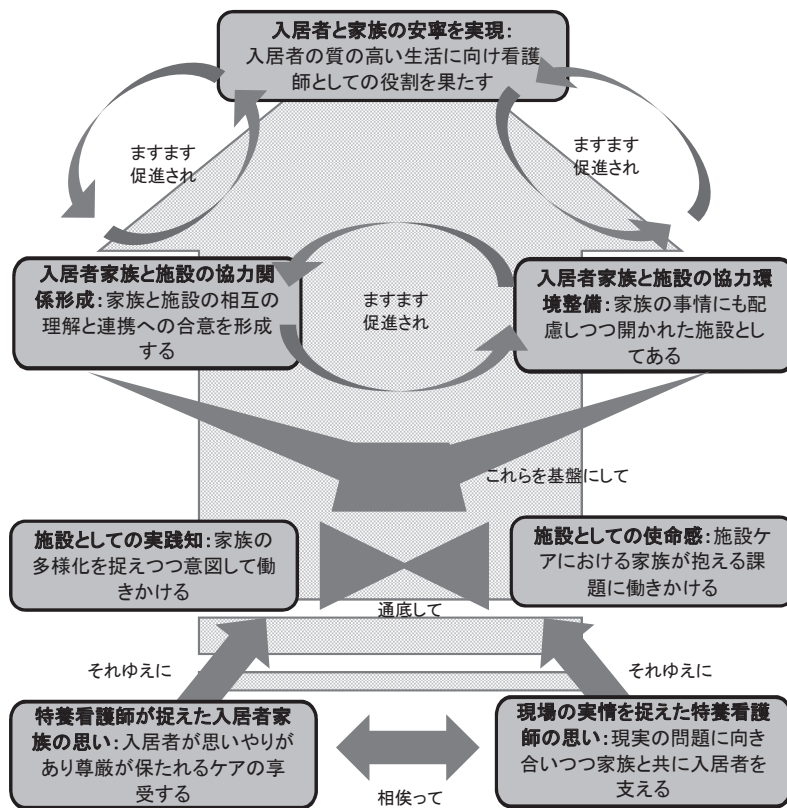 入居者と家族の安寧を実現：
入居者の質の高い生活に向け看護
師としての役割を果たす
ますます
促進され
ますます
促進され
入居者家族と施設の協力関
係形成：家族と施設の相互の
理解と連携への合意を形成
する
ますます
促進され
入居者家族と施設の協力環
境整備：家族の事情にも配
慮しつつ開かれた施設とし
てある
これらを基盤にして
施設としての実践知：家族の
多様化を捉えつつ意図して働
きかける
施設としての使命感：施設ケ
アにおける家族が抱える課
題に働きかける
通底して
それゆえに
それゆえに
特養看護師が捉えた入居者家
族の思い：入居者が思いやりが
あり尊厳が保たれるケアの享
受する
現場の実情を捉えた特養看護
師の思い：現実の問題に向き
合いつつ家族と共に入居者を
支える
相俟って